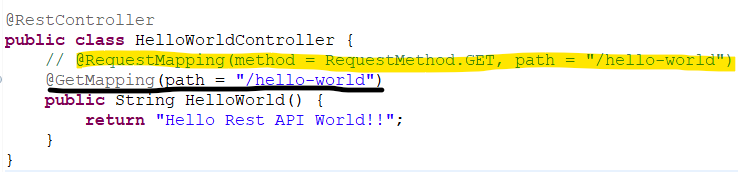 @RestController
public class HelloWorldController {
    // @RequestMapping(method = RequestMethod.GET, path = "/hello-world")
    @GetMapping(path = "/hello-world")
    public String HelloWorld() {
        return "Hello Rest API World!!";
    }
}